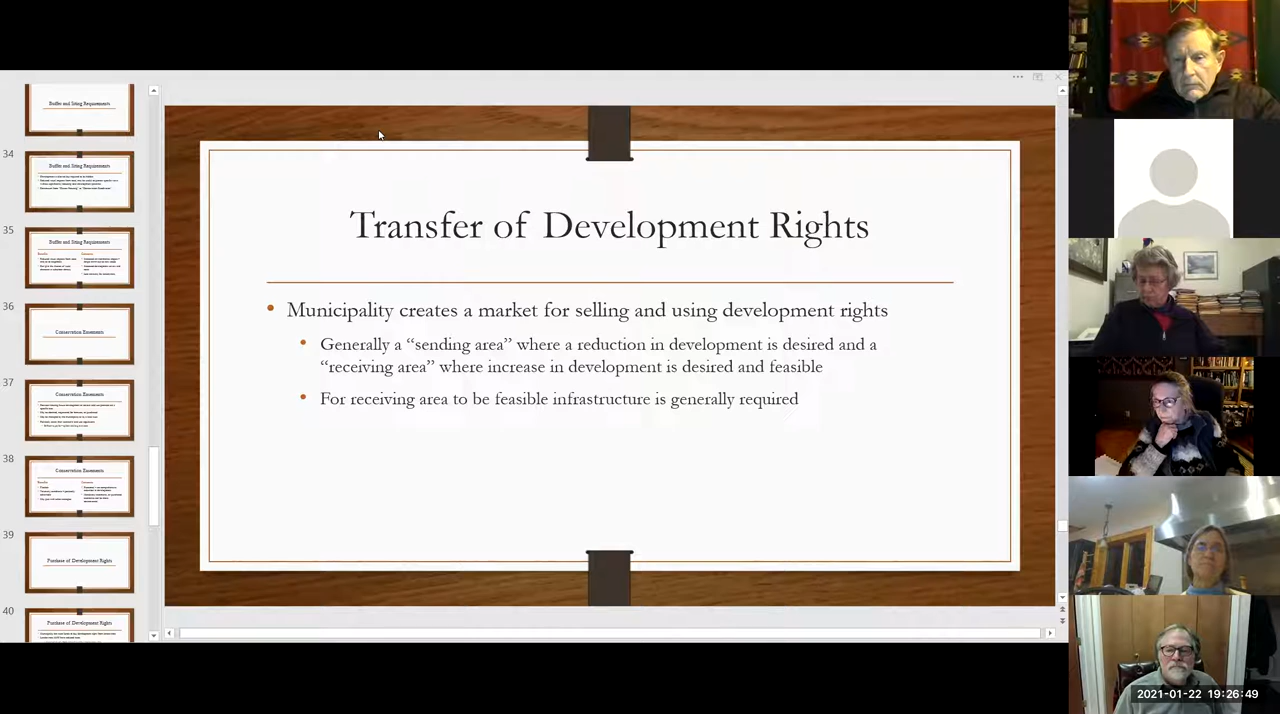 Buffer and Siting Requirements
34
Buffer and Siting Requirements
35
Buffer and Siting Requirements
36
Conservation Easements
37
Conservation Easements
38
Conservation Easements
39
Purchase of Development Rights
40
Purchase of Development Rights
Transfer of Development Rights
Municipality creates a market for selling and using development rights
Generally a “sending area” where a reduction in development is desired and a
“receiving area” where increase in development is desired and feasible
For receiving area to be feasible infrastructure is generally required
2021-01-22 19:26:49